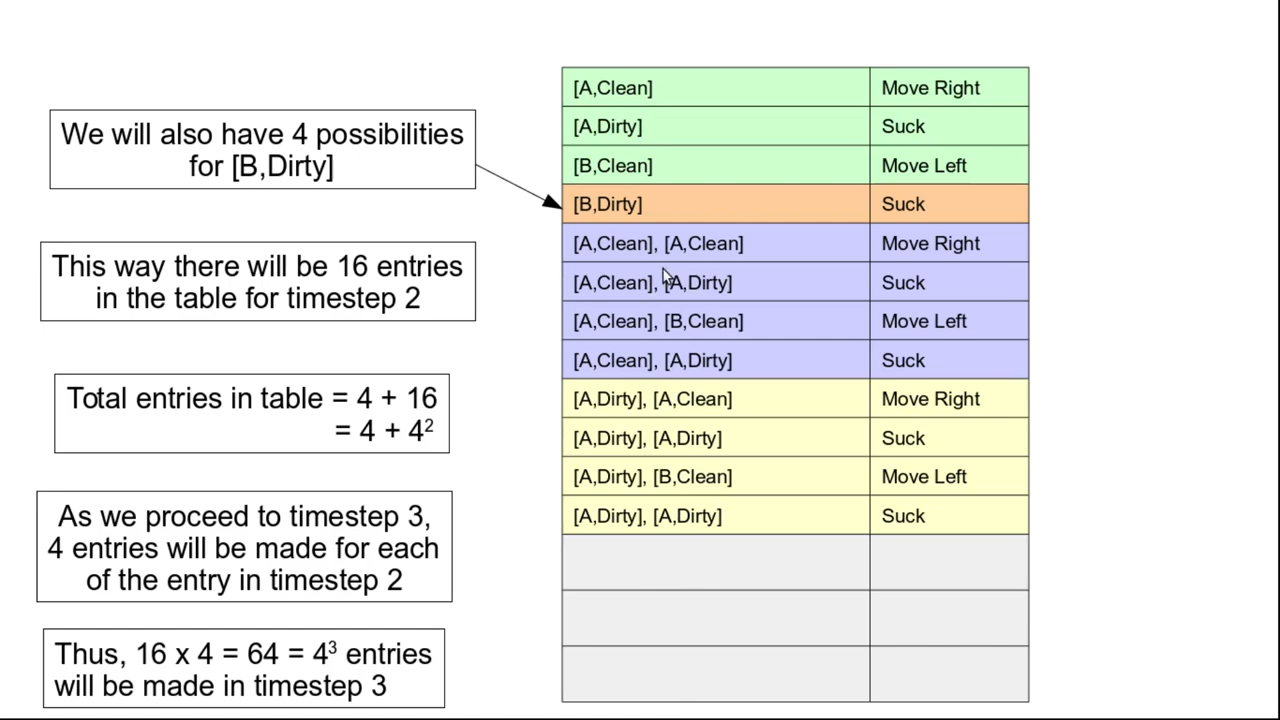 We will also have 4 possibilities
for [B,Dirty]
This way there will be 16 entries
in the table for timestep 2
Total entries in table = 4 + 16
= 4 + 4²
As we proceed to timestep 3,
4 entries will be made for each
of the entry in timestep 2
Thus, 16 x 4 = 64 = 4³ entries
will be made in timestep 3
[A,Clean] Move Right
[A,Dirty] Suck
[B,Clean] Move Left
[B,Dirty] Suck
[A,Clean], [A,Clean] Move Right
[A,Clean], [A,Dirty] Suck
[A,Clean], [B,Clean] Move Left
[A,Clean], [A,Dirty] Suck
[A,Dirty], [A,Clean] Move Right
[A,Dirty], [A,Dirty] Suck
[A,Dirty], [B,Clean] Move Left
[A,Dirty], [A,Dirty] Suck